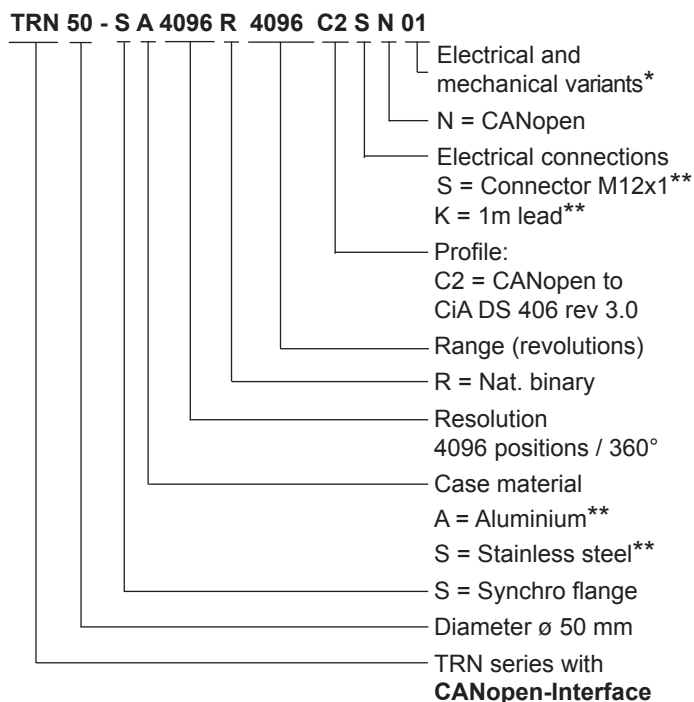 TRN 50 - S A 4096 R 4096 C2 S N 01
Electrical and
mechanical variants*
N = CANopen
Electrical connections
S = Connector M12x1**
K = 1m lead**
Profile:
C2 = CANopen to
CiA DS 406 rev 3.0
Range (revolutions)
R = Nat. binary
Resolution
4096 positions / 360°
Case material
A = Aluminium**
S = Stainless steel**
S = Synchro flange
Diameter ø 50 mm
TRN series with
CANopen-Interface